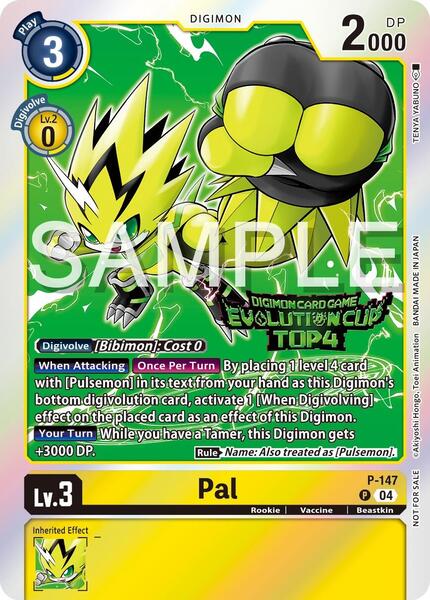 DIGIMON
Play
3
DP
2000
Digivolve
Lv.2
0
TENYA YABUNO
SAMPLE
DIGIMON CARD GAME
EVOLUTION CUP
TOP4
Digivolve [Bibimon]: Cost 0
When Attacking Once Per Turn By placing 1 level 4 card
with [Pulsemon] in its text from your hand as this Digimon's
bottom digivolution card, activate 1 [When Digivolving]
effect on the placed card as an effect of this Digimon.
Your Turn While you have a Tamer, this Digimon gets
+3000 DP.
Rule Name: Also treated as [Pulsemon].
©Akiyoshi Hongo, Toei Animation BANDAI MADE IN JAPAN
NOT FOR SALE
Lv.3
Pal
P-147
P 04
Rookie | Vaccine | Beastkin
Inherited Effect
–